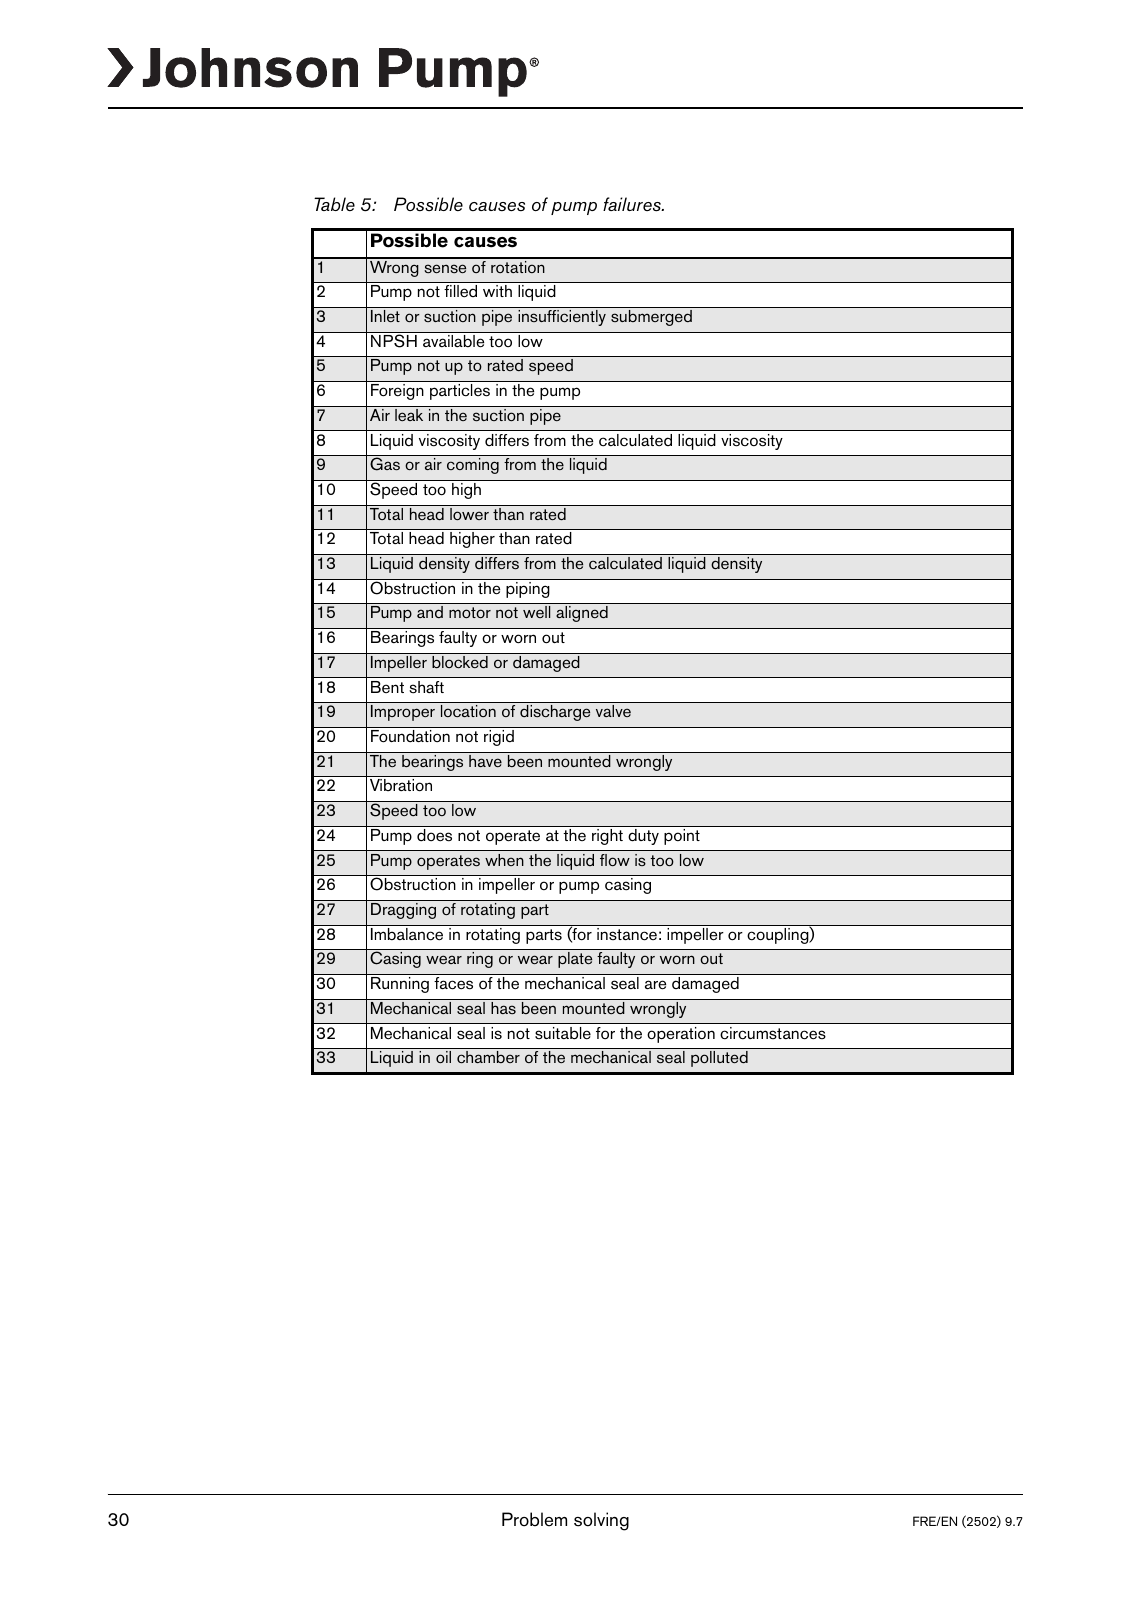 Johnson Pump®
Table 5: Possible causes of pump failures.
Possible causes
1 Wrong sense of rotation
2 Pump not filled with liquid
3 Inlet or suction pipe insufficiently submerged
4 NPSH available too low
5 Pump not up to rated speed
6 Foreign particles in the pump
7 Air leak in the suction pipe
8 Liquid viscosity differs from the calculated liquid viscosity
9 Gas or air coming from the liquid
10 Speed too high
11 Total head lower than rated
12 Total head higher than rated
13 Liquid density differs from the calculated liquid density
14 Obstruction in the piping
15 Pump and motor not well aligned
16 Bearings faulty or worn out
17 Impeller blocked or damaged
18 Bent shaft
19 Improper location of discharge valve
20 Foundation not rigid
21 The bearings have been mounted wrongly
22 Vibration
23 Speed too low
24 Pump does not operate at the right duty point
25 Pump operates when the liquid flow is too low
26 Obstruction in impeller or pump casing
27 Dragging of rotating part
28 Imbalance in rotating parts (for instance: impeller or coupling)
29 Casing wear ring or wear plate faulty or worn out
30 Running faces of the mechanical seal are damaged
31 Mechanical seal has been mounted wrongly
32 Mechanical seal is not suitable for the operation circumstances
33 Liquid in oil chamber of the mechanical seal polluted
30 Problem solving FRE/EN (2502) 9.7